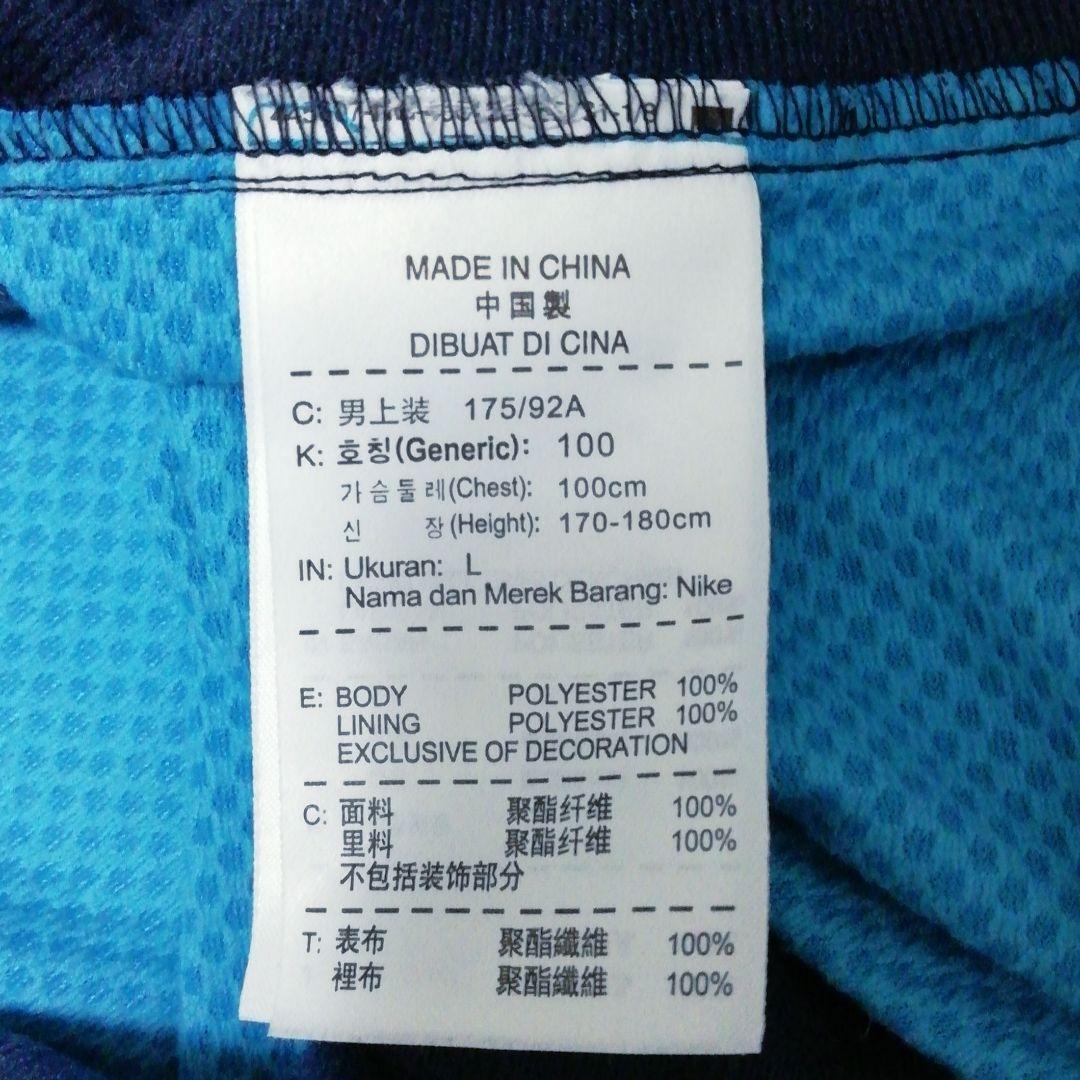 MADE IN CHINA
中国製
DIBUAT DI CINA
C: 男上装 175/92A
K: 호칭(Generic): 100
가슴둘레(Chest): 100cm
신 장(Height): 170-180cm
IN: Ukuran: L
Nama dan Merek Barang: Nike
E: BODY POLYESTER 100%
LINING POLYESTER 100%
EXCLUSIVE OF DECORATION
C: 面料 聚酯纤维 100%
里料 聚酯纤维 100%
不包括装饰部分
T: 表布 聚酯纖維 100%
裡布 聚酯纖維 100%